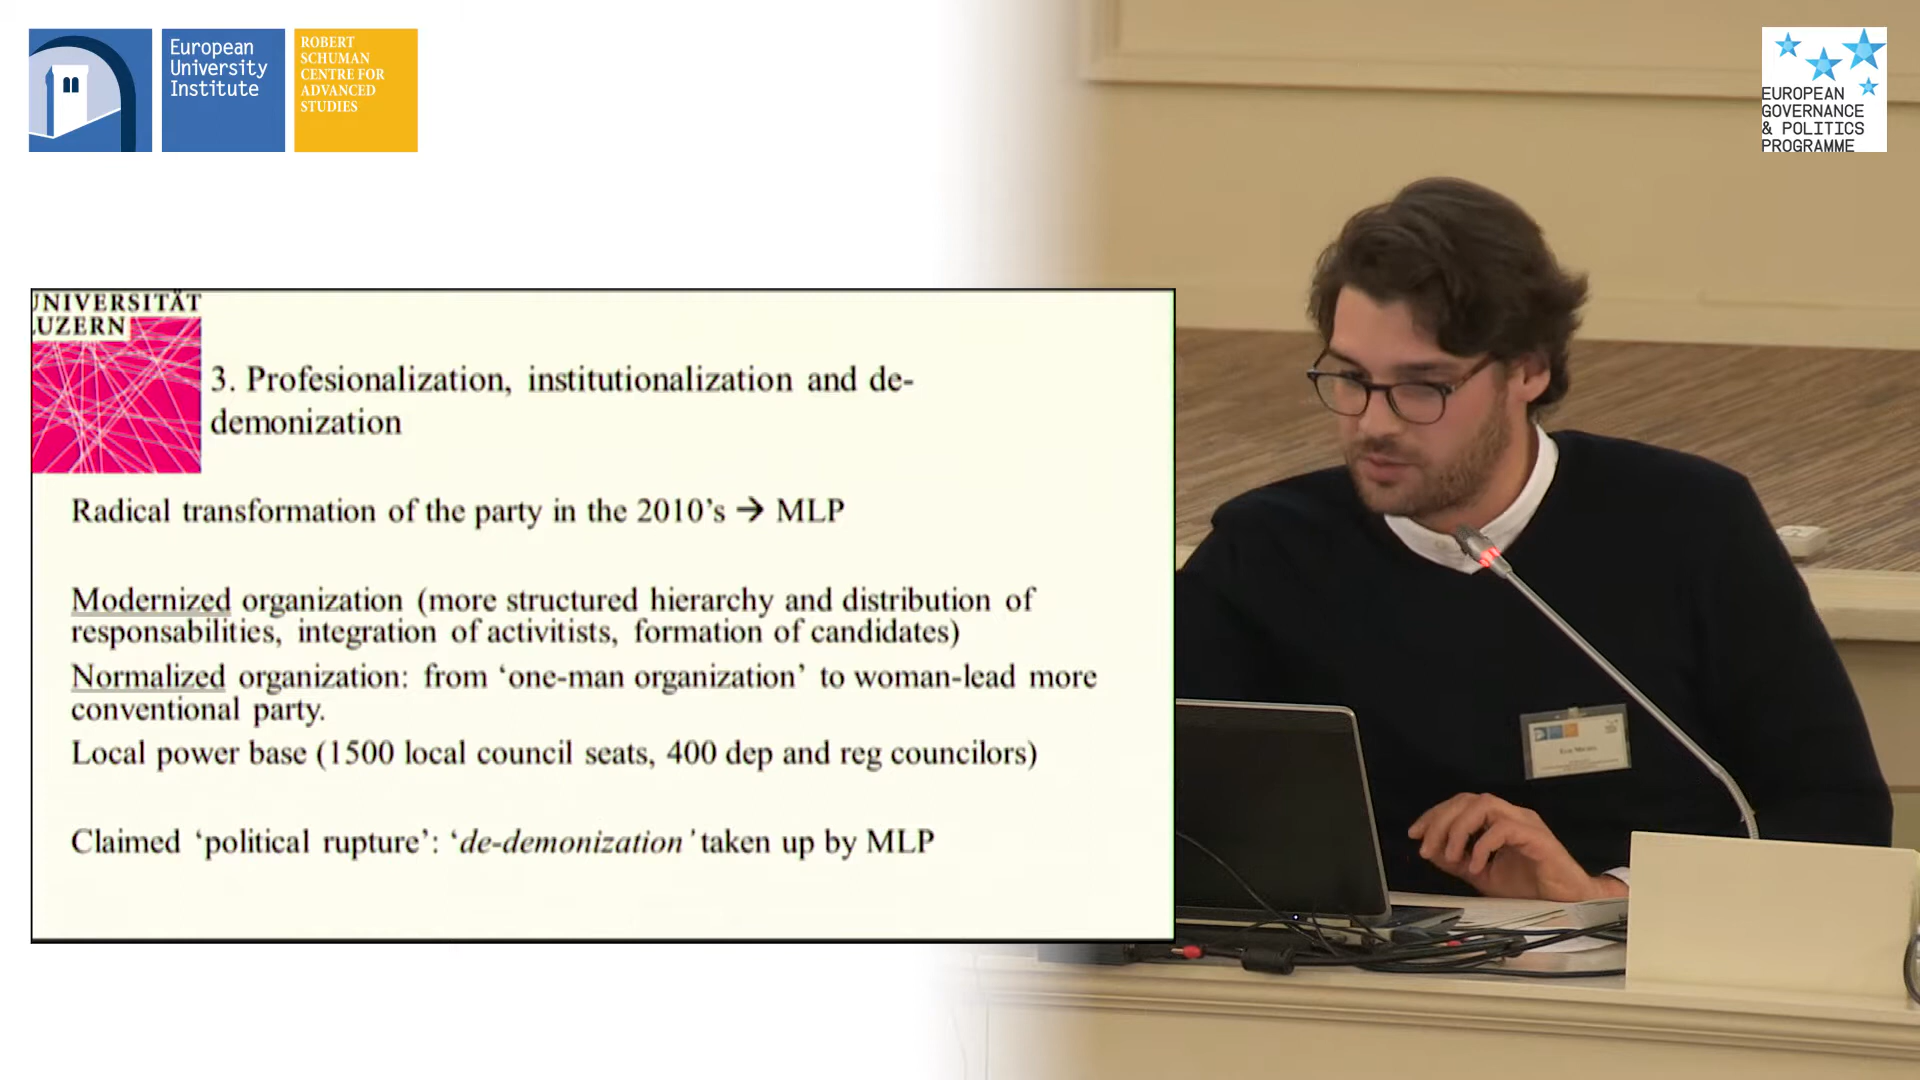 European
University
Institute
ROBERT
SCHUMAN
CENTRE FOR
ADVANCED
STUDIES
EUROPEAN
GOVERNANCE
& POLITICS
PROGRAMME
UNIVERSITÄT
LUZERN
3. Profesionalization, institutionalization and de-
demonization
Radical transformation of the party in the 2010's → MLP
Modernized organization (more structured hierarchy and distribution of
responsabilities, integration of activitists, formation of candidates)
Normalized organization: from ‘one-man organization’ to woman-lead more
conventional party.
Local power base (1500 local council seats, 400 dep and reg councilors)
Claimed ‘political rupture’: ‘de-demonization’ taken up by MLP